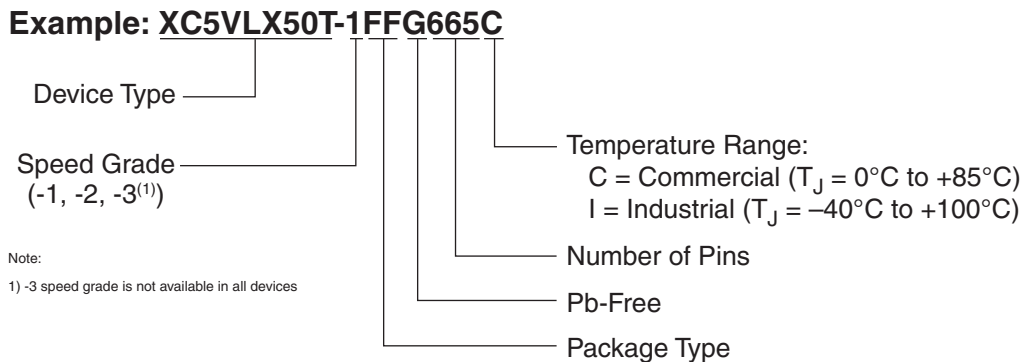 Example: XC5VLX50T-1FFG665C
Device Type
Speed Grade
(-1, -2, -3(1))
Temperature Range:
C = Commercial (TJ = 0°C to +85°C)
I = Industrial (TJ = –40°C to +100°C)
Number of Pins
Pb-Free
Package Type
Note:
1) -3 speed grade is not available in all devices